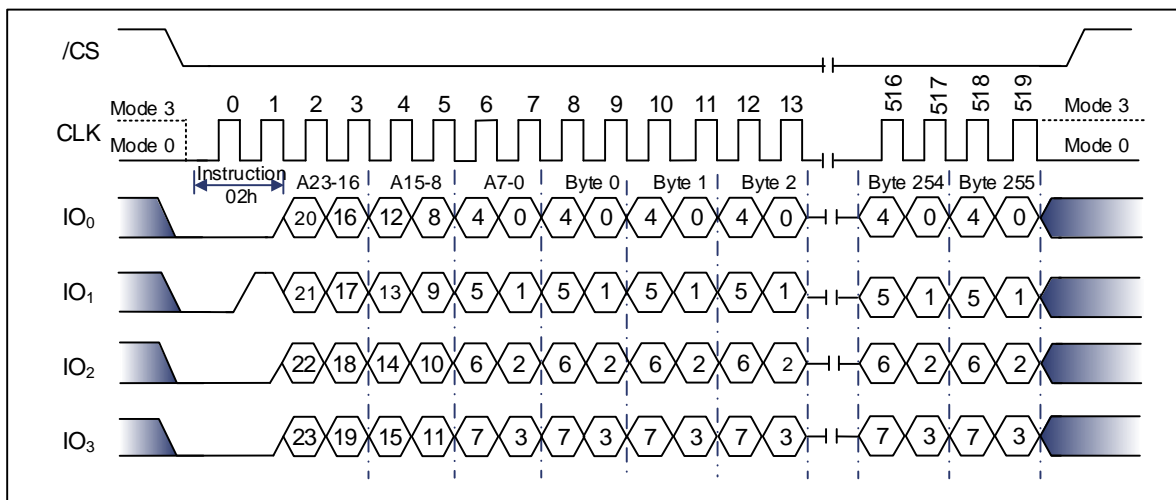 /CS
0 1 2 3 4 5 6 7 8 9 10 11 12 13 516 517 518 519
Mode 3 Mode 3
CLK
Mode 0 Mode 0
Instruction A23-16 A15-8 A7-0 Byte 0 Byte 1 Byte 2 Byte 254 Byte 255
02h
IO0 20 16 12 8 4 0 4 0 4 0 4 0 4 0 4 0
IO1 21 17 13 9 5 1 5 1 5 1 5 1 5 1 5 1
IO2 22 18 14 10 6 2 6 2 6 2 6 2 6 2 6 2
IO3 23 19 15 11 7 3 7 3 7 3 7 3 7 3 7 3